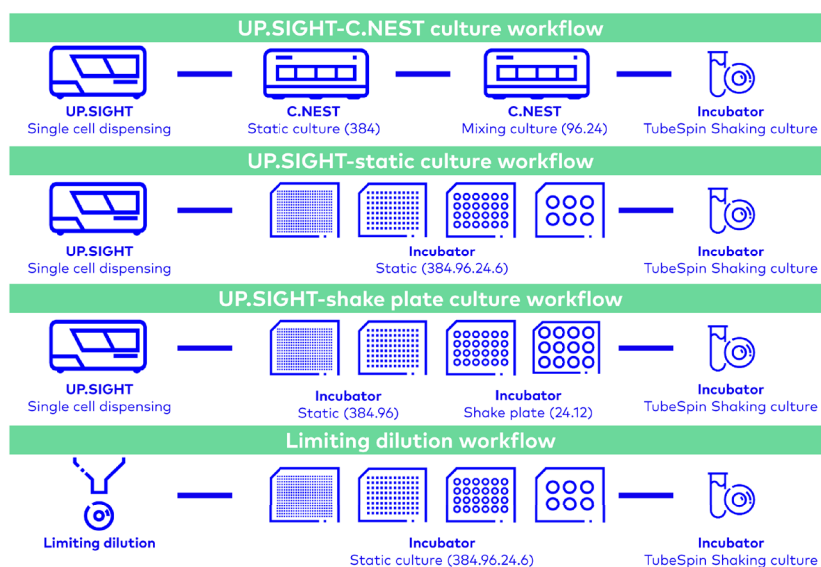 UP.SIGHT-C.NEST culture workflow
UP.SIGHT
Single cell dispensing
C.NEST
Static culture (384)
C.NEST
Mixing culture (96.24)
Incubator
TubeSpin Shaking culture
UP.SIGHT-static culture workflow
UP.SIGHT
Single cell dispensing
Incubator
Static (384.96.24.6)
Incubator
TubeSpin Shaking culture
UP.SIGHT-shake plate culture workflow
UP.SIGHT
Single cell dispensing
Incubator
Static (384.96)
Incubator
Shake plate (24.12)
Incubator
TubeSpin Shaking culture
Limiting dilution workflow
Limiting dilution
Incubator
Static culture (384.96.24.6)
Incubator
TubeSpin Shaking culture